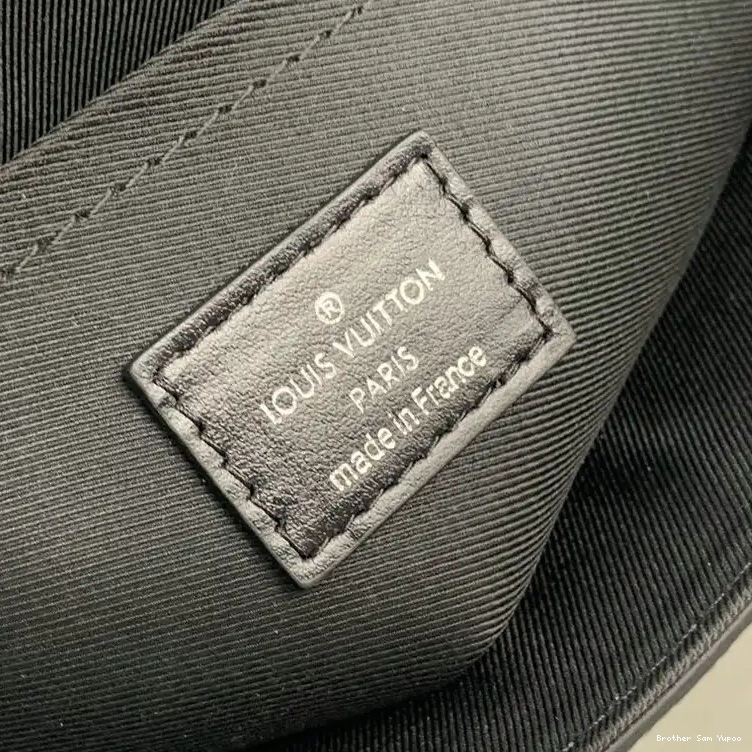 ®
LOUIS VUITTON
PARIS
made in France
Brother Sam Yupoo